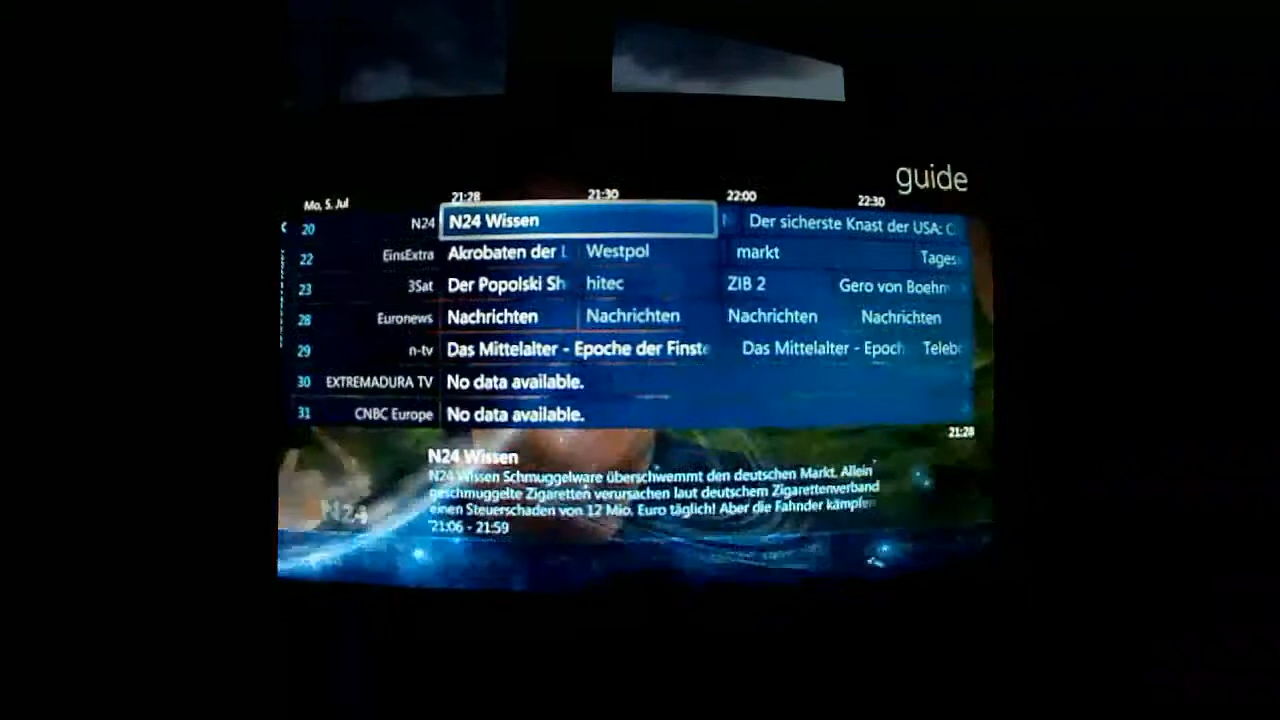 guide
Mo, 5. Jul 21:28 21:30 22:00 22:30
20 N24 N24 Wissen Der sicherste Knast der USA: C
22 EinsExtra Akrobaten der L Westpol markt Tages
23 3Sat Der Popolski Sh hitec ZIB 2 Gero von Boehm
28 Euronews Nachrichten Nachrichten Nachrichten Nachrichten
29 n-tv Das Mittelalter - Epoche der Finste Das Mittelalter - Epoch Teleb
30 EXTREMADURA TV No data available.
31 CNBC Europe No data available.
21:28
N24 Wissen
N24 Wissen Schmuggelware überschwemmt den deutschen Markt. Allein
geschmuggelte Zigaretten verursachen laut deutschem Zigarettenverband
einen Steuerschaden von 12 Mio. Euro täglich! Aber die Fahnder kämpfen
21:06 - 21:59
N24